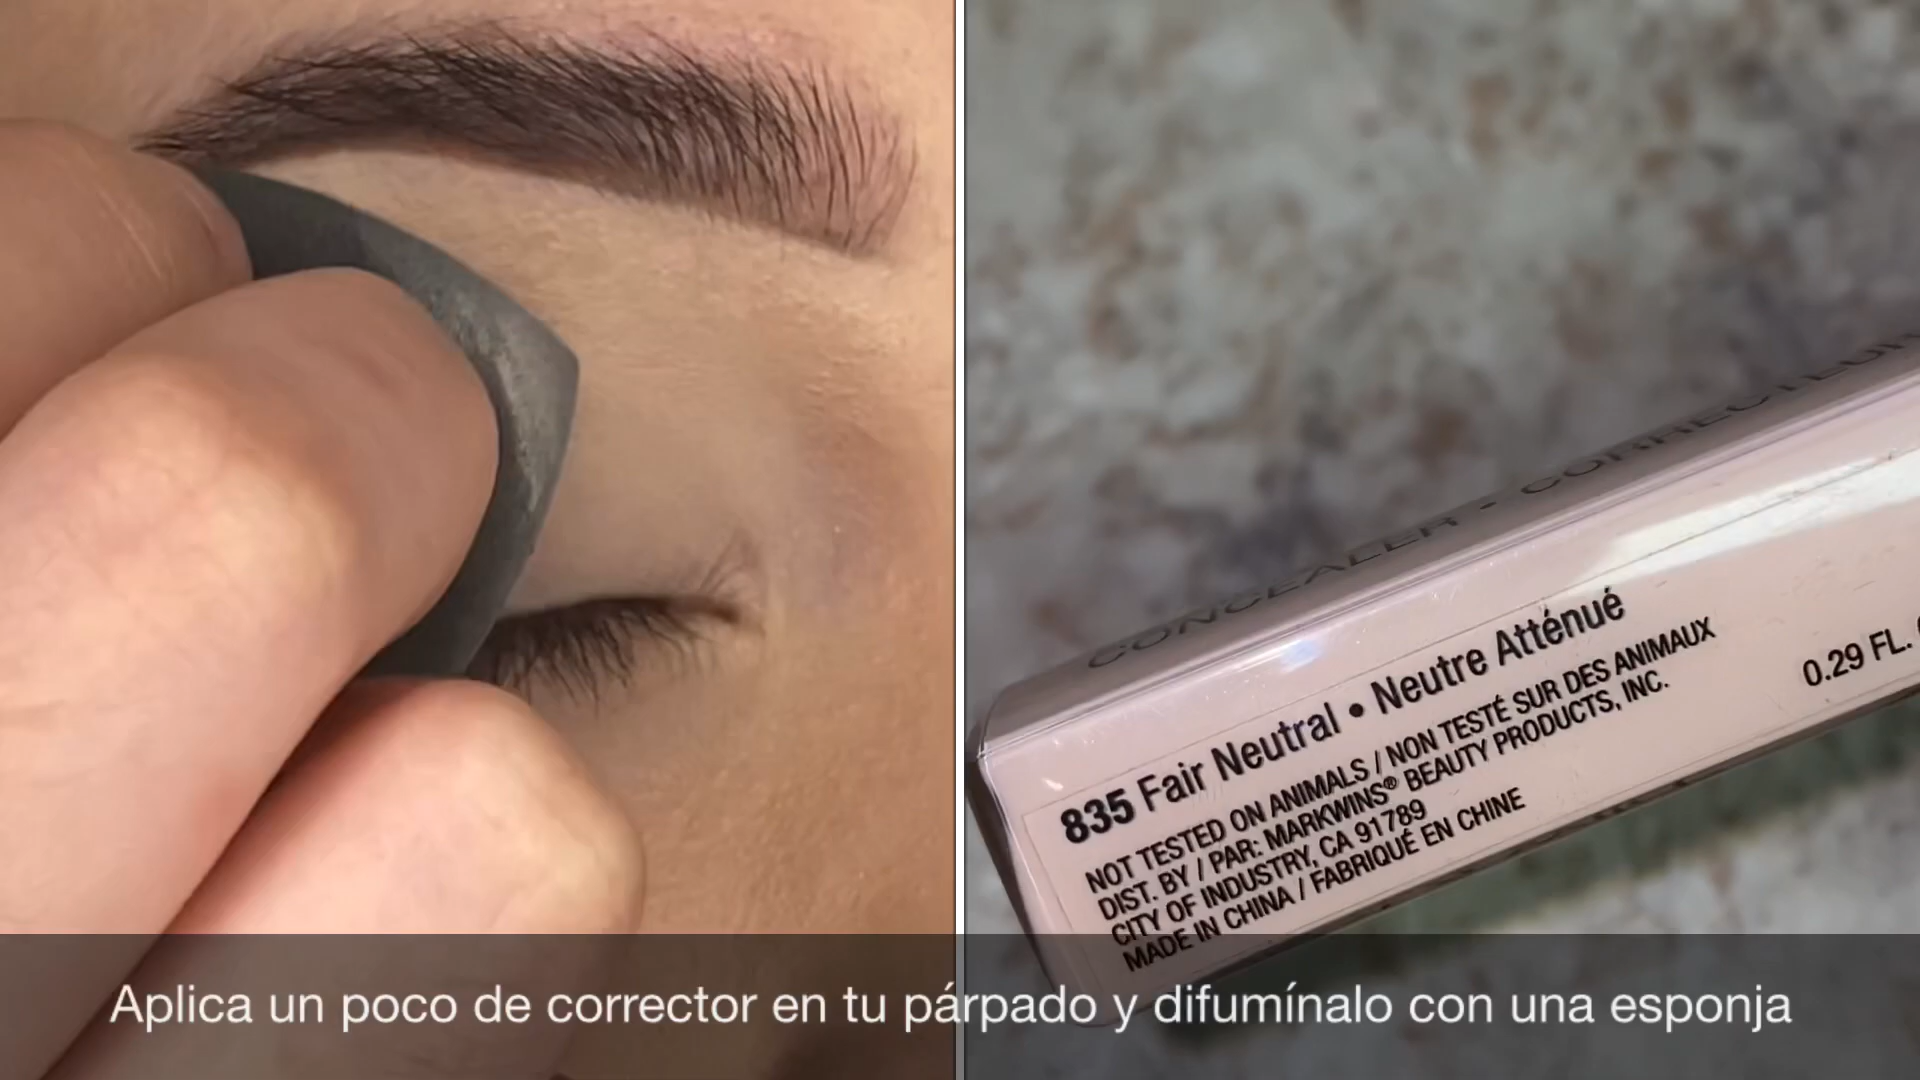 CONCEALER - CORRECTEUR
835 Fair Neutral • Neutre Atténué
NOT TESTED ON ANIMALS / NON TESTÉ SUR DES ANIMAUX
DIST. BY / PAR: MARKWINS® BEAUTY PRODUCTS, INC.
CITY OF INDUSTRY, CA 91789
MADE IN CHINA / FABRIQUÉ EN CHINE
0.29 FL.
Aplica un poco de corrector en tu párpado y difumínalo con una esponja